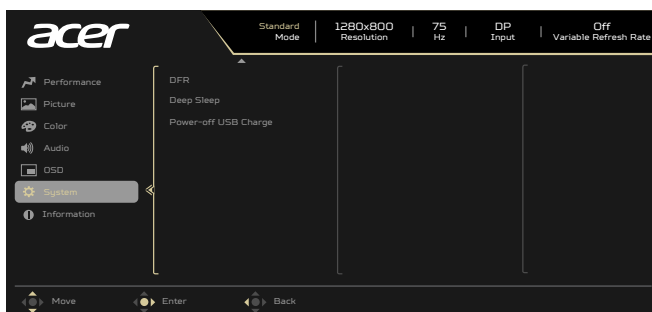 acer
Standard
Mode
1280x800
Resolution
75
Hz
DP
Input
Off
Variable Refresh Rate
Performance
Picture
Color
Audio
OSD
System
Information
DFR
Deep Sleep
Power-off USB Charge
Move
Enter
Back